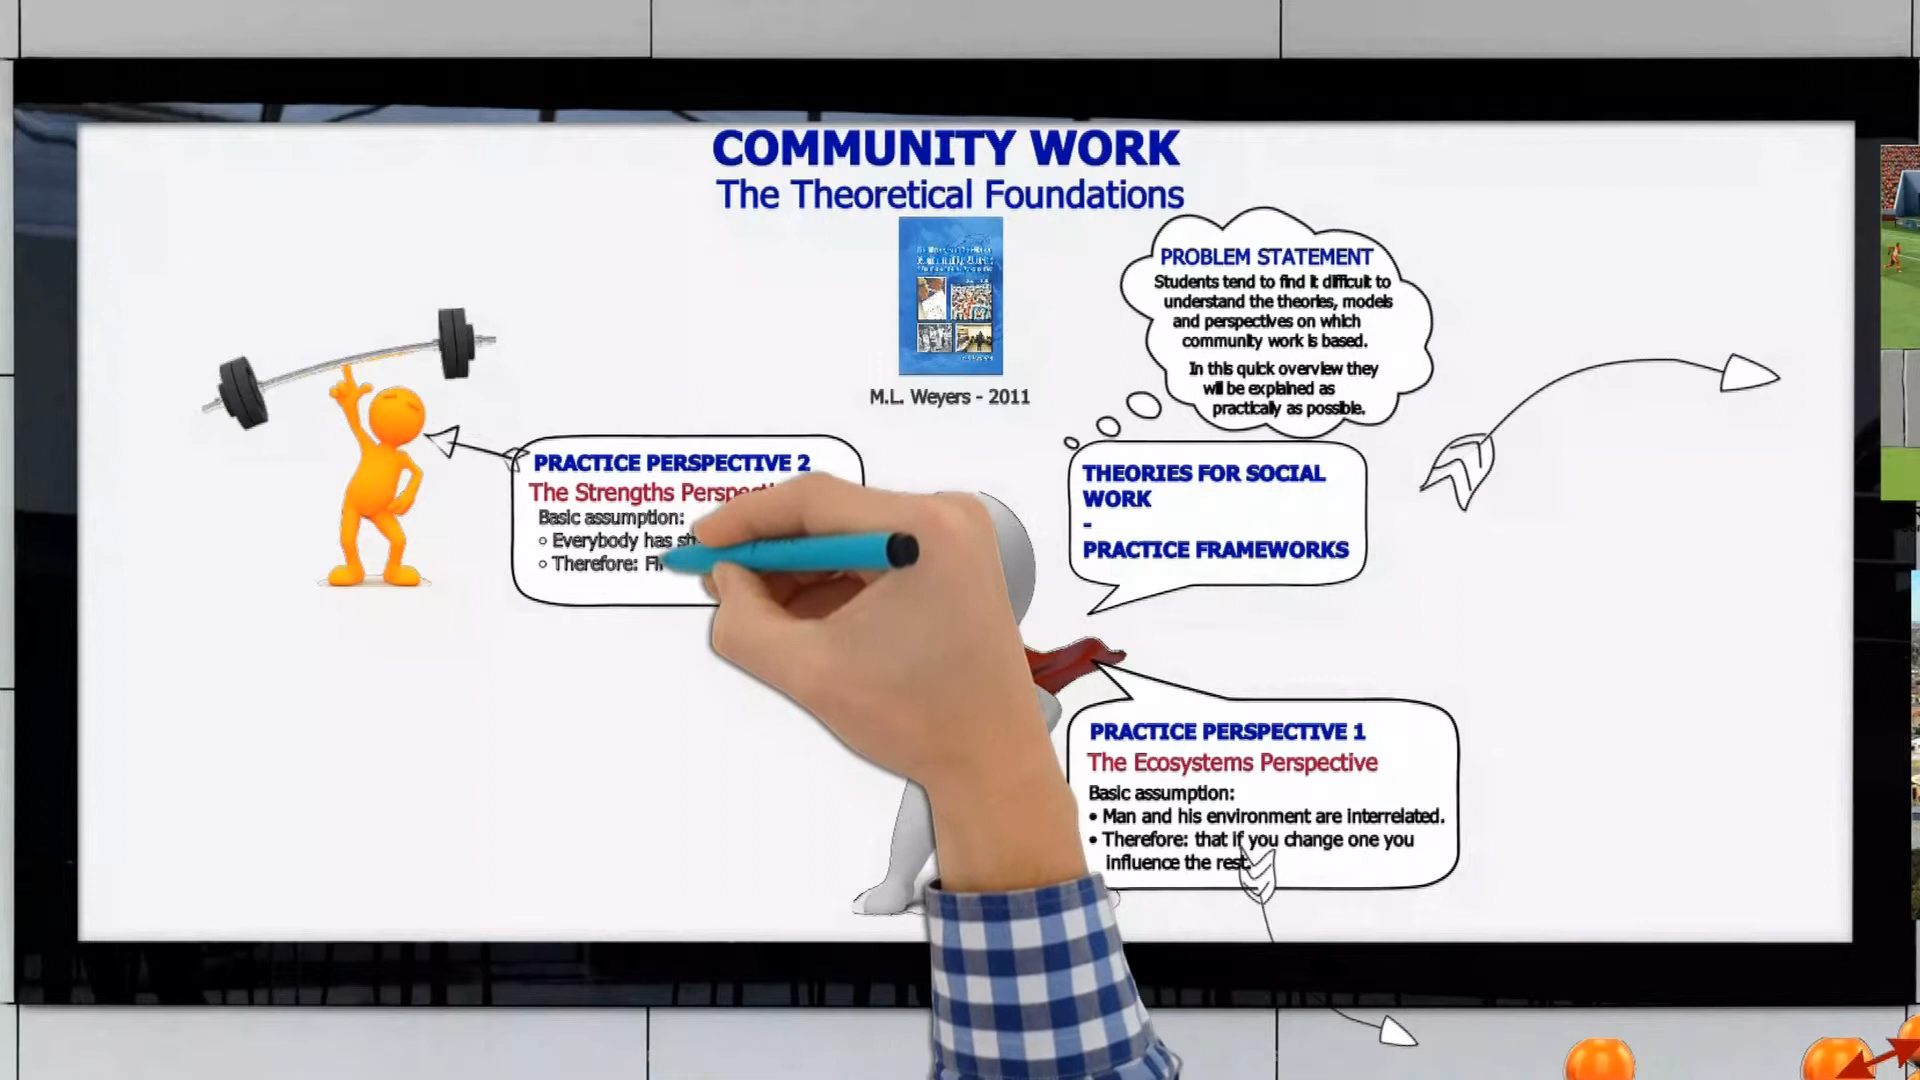 COMMUNITY WORK
The Theoretical Foundations
M.L. Weyers - 2011
PROBLEM STATEMENT
Students tend to find it difficult to
understand the theories, models
and perspectives on which
community work is based.
In this quick overview they
will be explained as
practically as possible.
PRACTICE PERSPECTIVE 2
The Strengths
Basic assumption:
○ Everybody has
○ Therefore:
THEORIES FOR SOCIAL
WORK
-
PRACTICE FRAMEWORKS
PRACTICE PERSPECTIVE 1
The Ecosystems Perspective
Basic assumption:
• Man and his environment are interrelated.
• Therefore: that if you change one you
influence the rest.